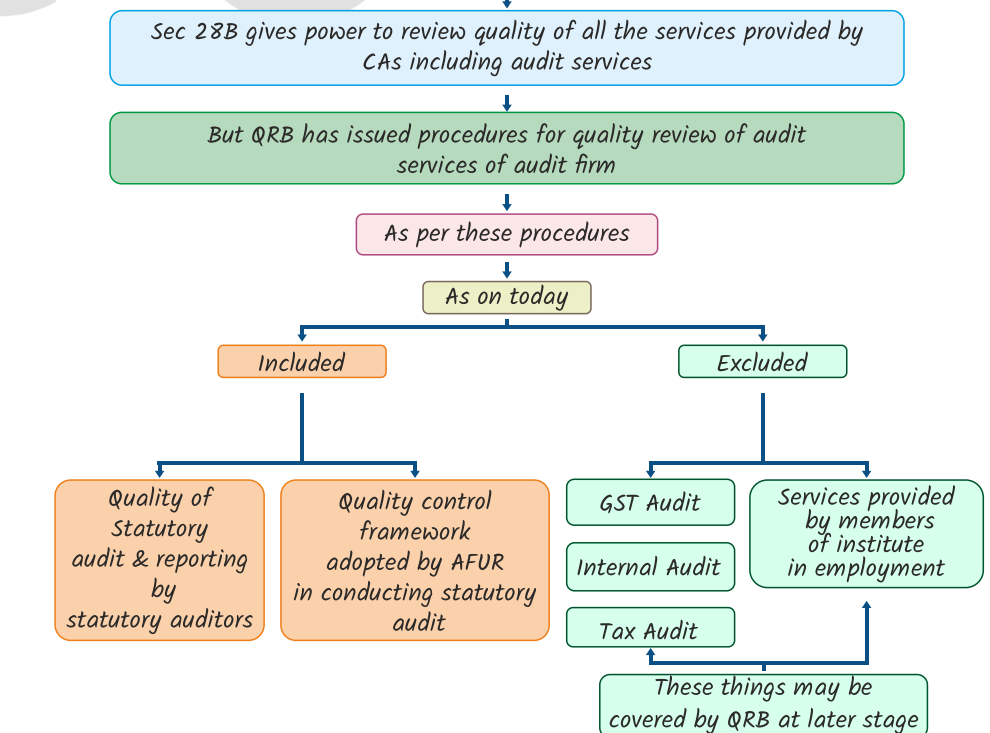 Sec 28B gives power to review quality of all the services provided by
CAs including audit services
But QRB has issued procedures for quality review of audit
services of audit firm
As per these procedures
As on today
Included
Excluded
Quality of
Statutory
audit & reporting
by
statutory auditors
Quality control
framework
adopted by AFUR
in conducting statutory
audit
GST Audit
Internal Audit
Tax Audit
Services provided
by members
of institute
in employment
These things may be
covered by QRB at later stage